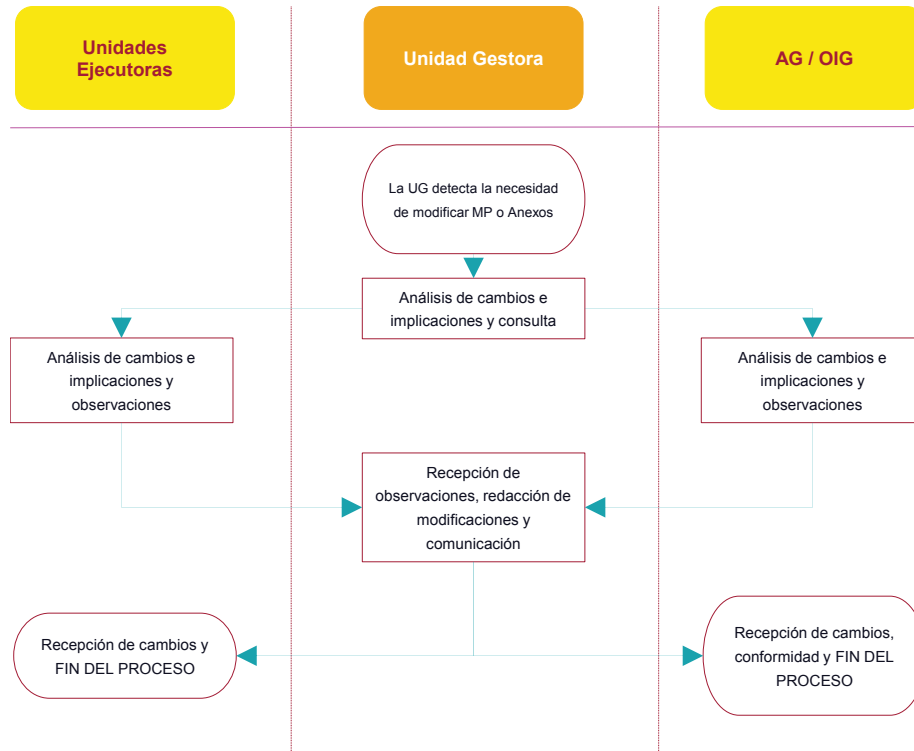 Unidades
Ejecutoras
Unidad Gestora
AG / OIG
La UG detecta la necesidad
de modificar MP o Anexos
Análisis de cambios e
implicaciones y consulta
Análisis de cambios e
implicaciones y
observaciones
Análisis de cambios e
implicaciones y
observaciones
Recepción de
observaciones, redacción de
modificaciones y
comunicación
Recepción de cambios y
FIN DEL PROCESO
Recepción de cambios,
conformidad y FIN DEL
PROCESO